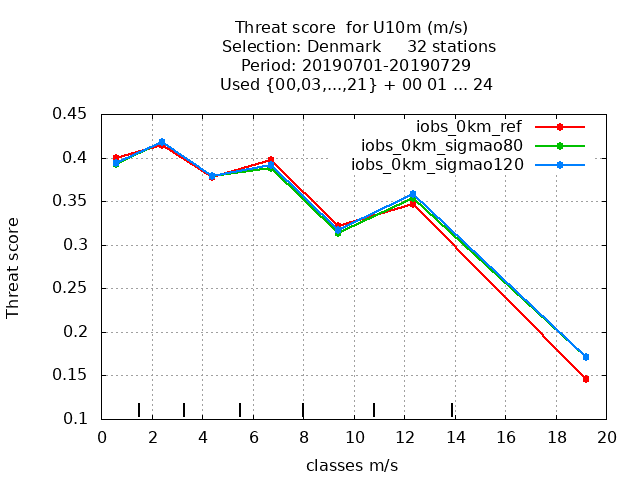 Threat score for U10m (m/s)
Selection: Denmark 32 stations
Period: 20190701-20190729
Used {00,03,...,21} + 00 01 ... 24
iobs_0km_ref
iobs_0km_sigmao80
iobs_0km_sigmao120
Threat score
0.45
0.4
0.35
0.3
0.25
0.2
0.15
0.1
0 2 4 6 8 10 12 14 16 18 20
classes m/s